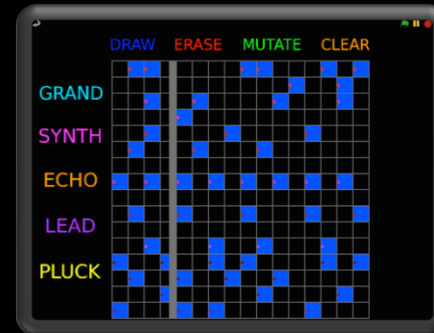 DRAW ERASE MUTATE CLEAR
GRAND
SYNTH
ECHO
LEAD
PLUCK